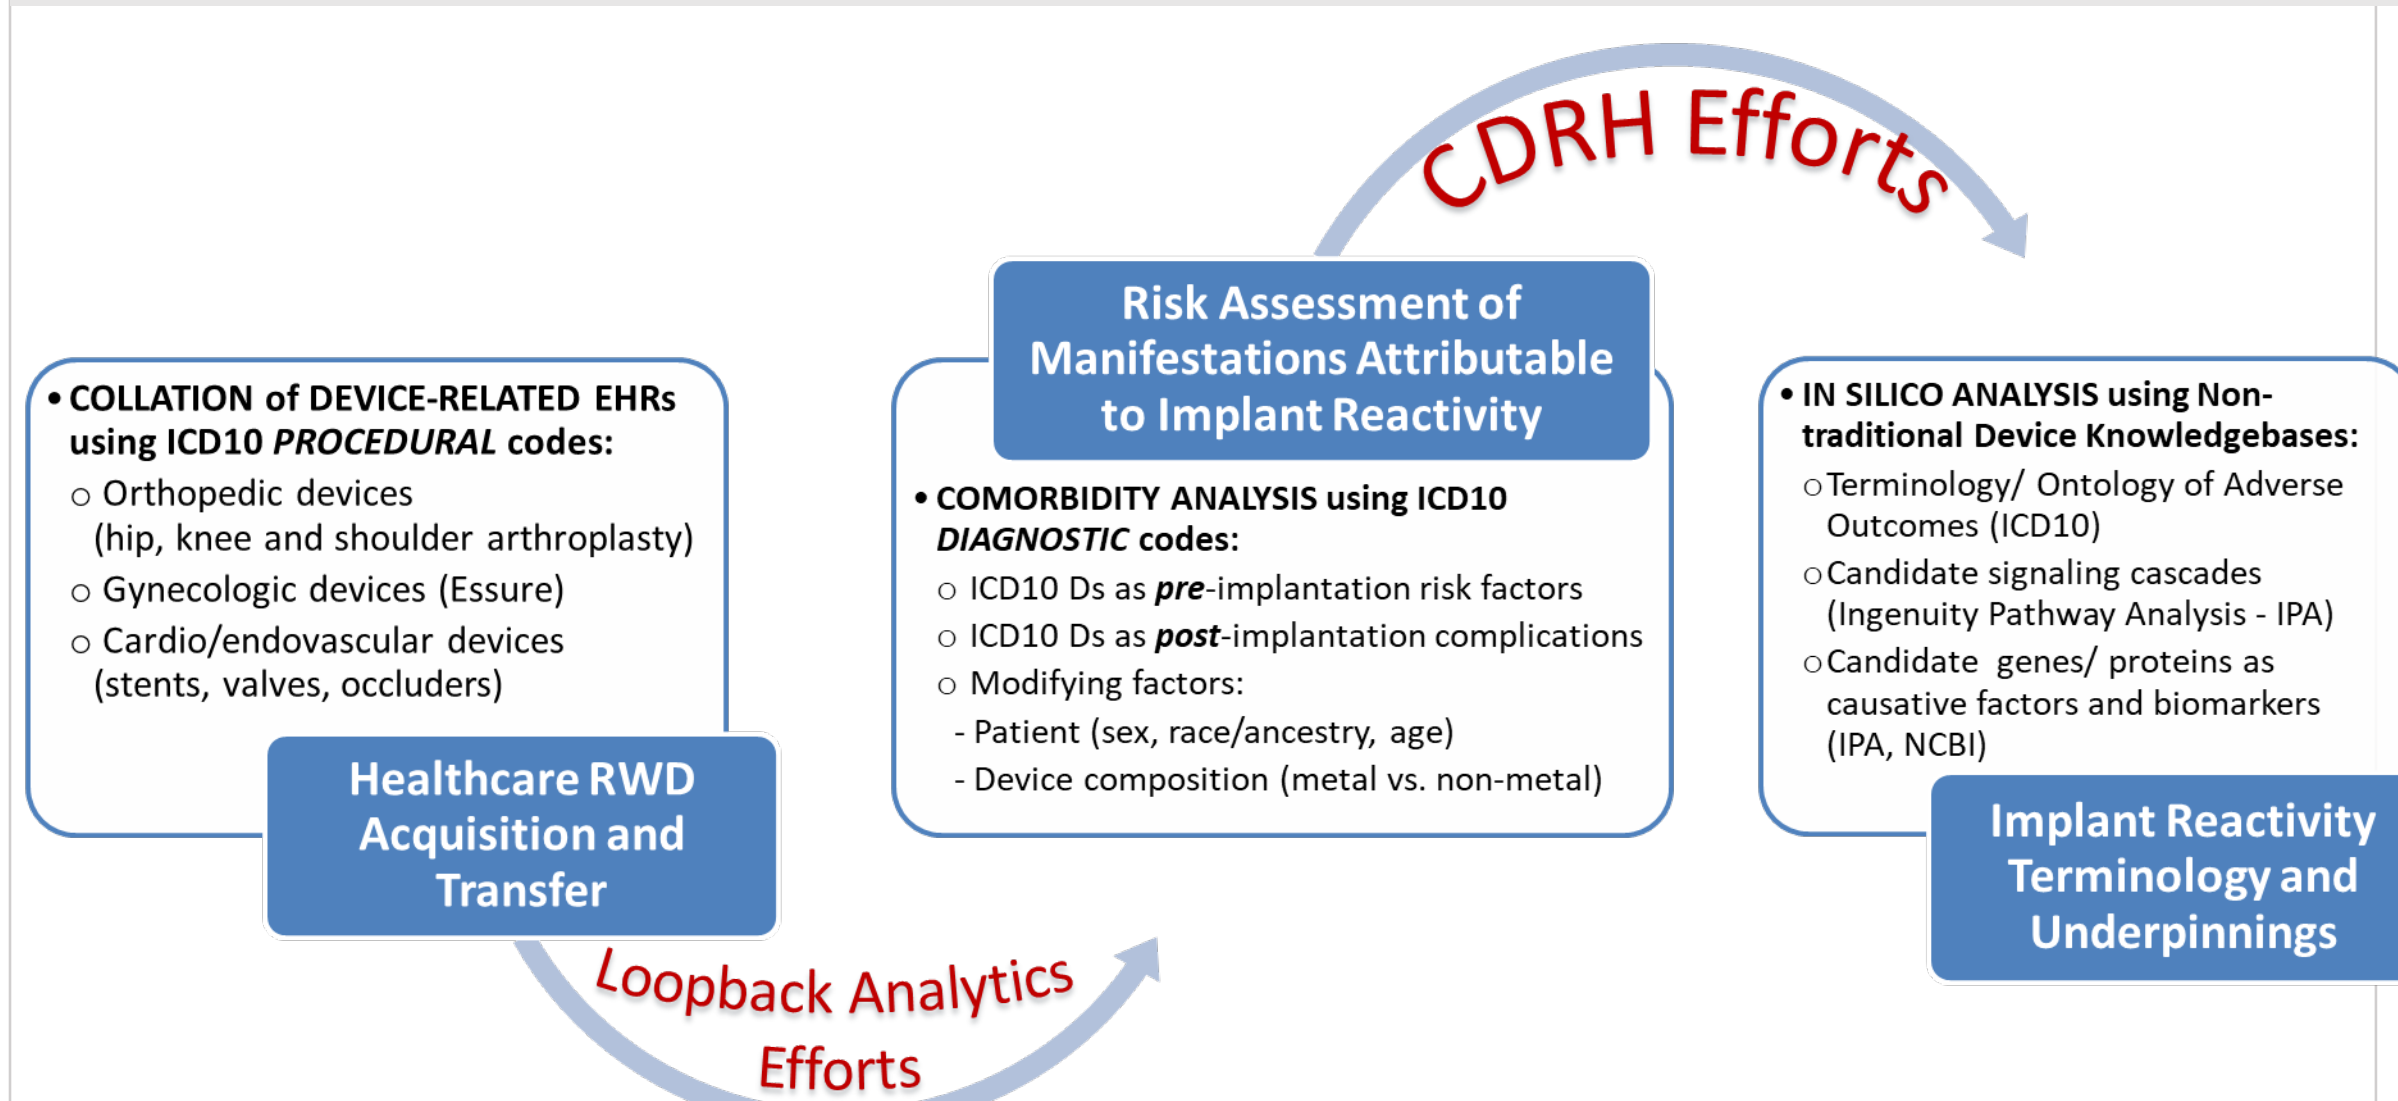 CDRH Efforts
• COLLATION of DEVICE-RELATED EHRs
using ICD10 PROCEDURAL codes:
o Orthopedic devices
(hip, knee and shoulder arthroplasty)
o Gynecologic devices (Essure)
o Cardio/endovascular devices
(stents, valves, occluders)
Healthcare RWD
Acquisition and
Transfer
Loopback Analytics
Efforts
Risk Assessment of
Manifestations Attributable
to Implant Reactivity
• COMORBIDITY ANALYSIS using ICD10
DIAGNOSTIC codes:
o ICD10 Ds as pre-implantation risk factors
o ICD10 Ds as post-implantation complications
o Modifying factors:
- Patient (sex, race/ancestry, age)
- Device composition (metal vs. non-metal)
• IN SILICO ANALYSIS using Non-
traditional Device Knowledgebases:
o Terminology/ Ontology of Adverse
Outcomes (ICD10)
o Candidate signaling cascades
(Ingenuity Pathway Analysis - IPA)
o Candidate genes/ proteins as
causative factors and biomarkers
(IPA, NCBI)
Implant Reactivity
Terminology and
Underpinnings